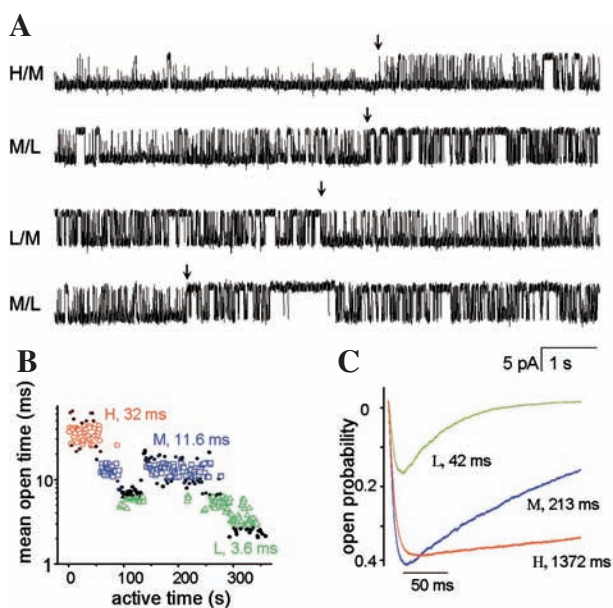 A
H/M
M/L
L/M
M/L
5 pA
1 s
B
mean open time (ms)
10
1
0
100
200
300
active time (s)
H, 32 ms
M, 11.6 ms
L, 3.6 ms
C
open probability
0
0.2
0.4
L, 42 ms
M, 213 ms
H, 1372 ms
50 ms